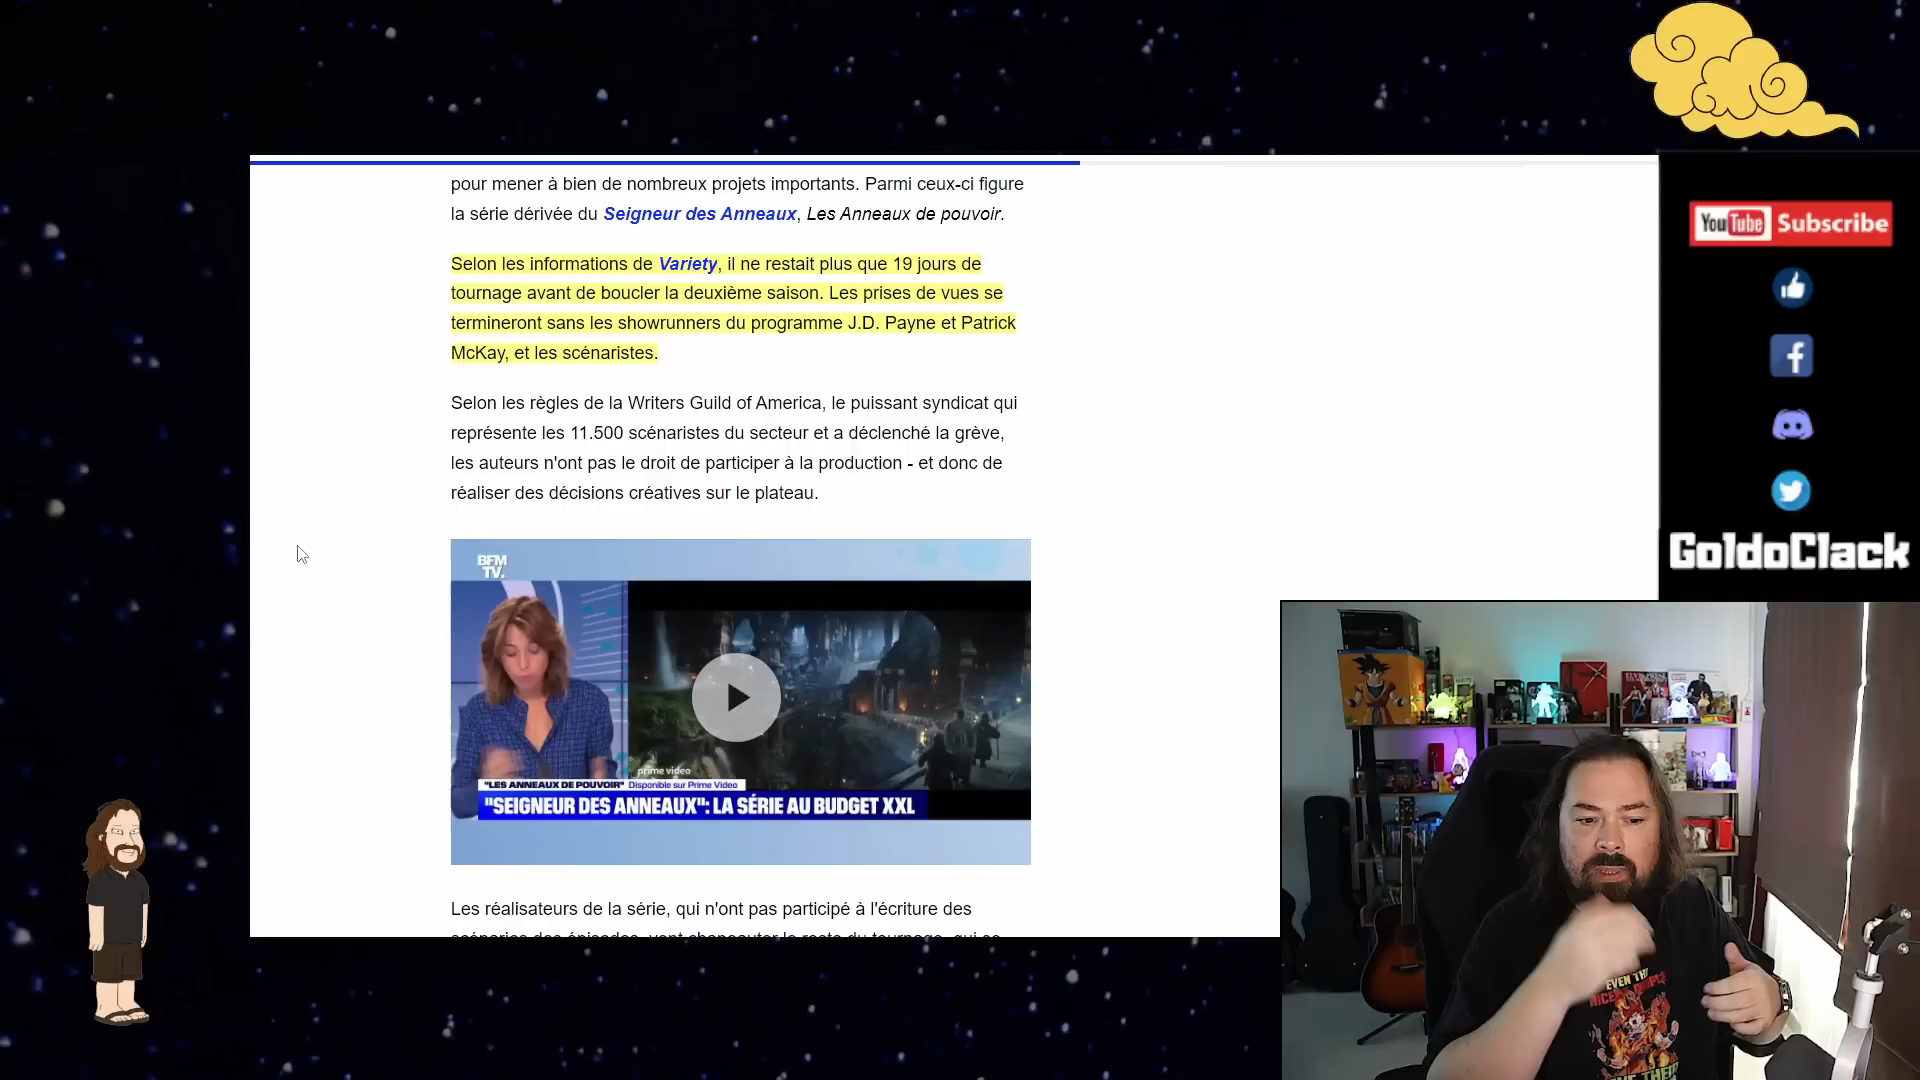 pour mener à bien de nombreux projets importants. Parmi ceux-ci figure
la série dérivée du Seigneur des Anneaux, Les Anneaux de pouvoir.
Selon les informations de Variety, il ne restait plus que 19 jours de
tournage avant de boucler la deuxième saison. Les prises de vues se
termineront sans les showrunners du programme J.D. Payne et Patrick
McKay, et les scénaristes.
Selon les règles de la Writers Guild of America, le puissant syndicat qui
représente les 11.500 scénaristes du secteur et a déclenché la grève,
les auteurs n'ont pas le droit de participer à la production - et donc de
réaliser des décisions créatives sur le plateau.
BFM
TV.
prime video
"LES ANNEAUX DE POUVOIR" Disponible sur Prime Video
"SEIGNEUR DES ANNEAUX": LA SÉRIE AU BUDGET XXL
Les réalisateurs de la série, qui n'ont pas participé à l'écriture des
YouTube Subscribe
GoldoClack
EVEN THE